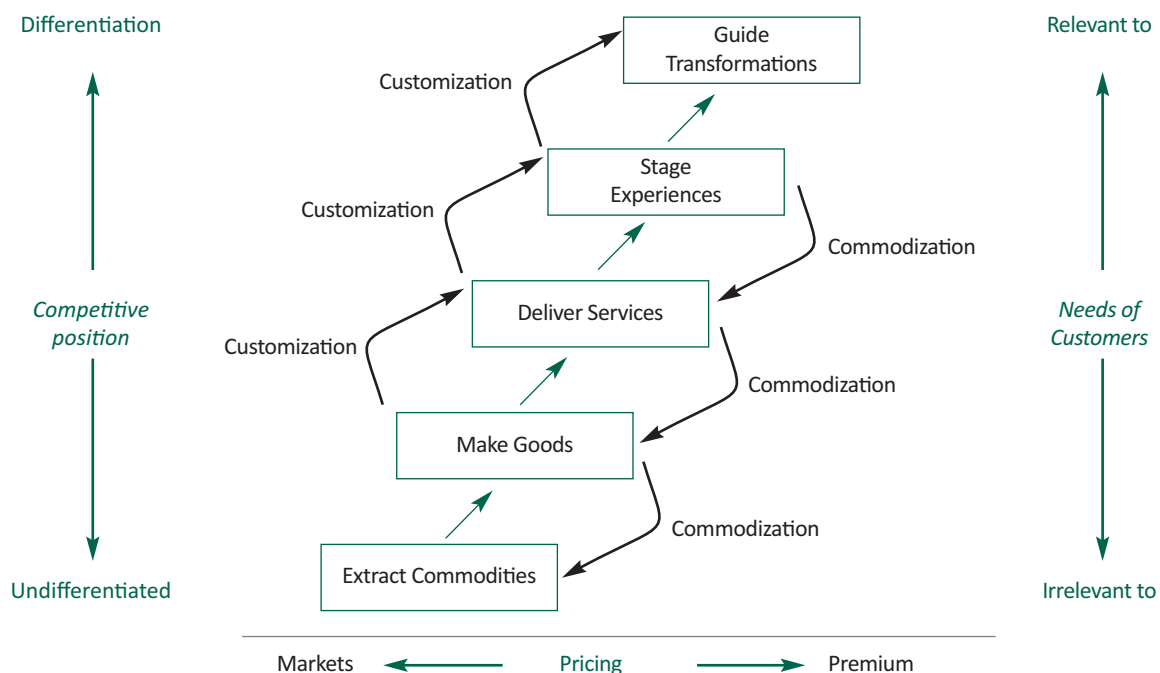 Differentiation
Guide
Transformations
Relevant to
Customization
Stage
Experiences
Customization
Commodization
Competitive
position
Deliver Services
Needs of
Customers
Customization
Commodization
Make Goods
Commodization
Extract Commodities
Undifferentiated
Irrelevant to
Markets
Pricing
Premium